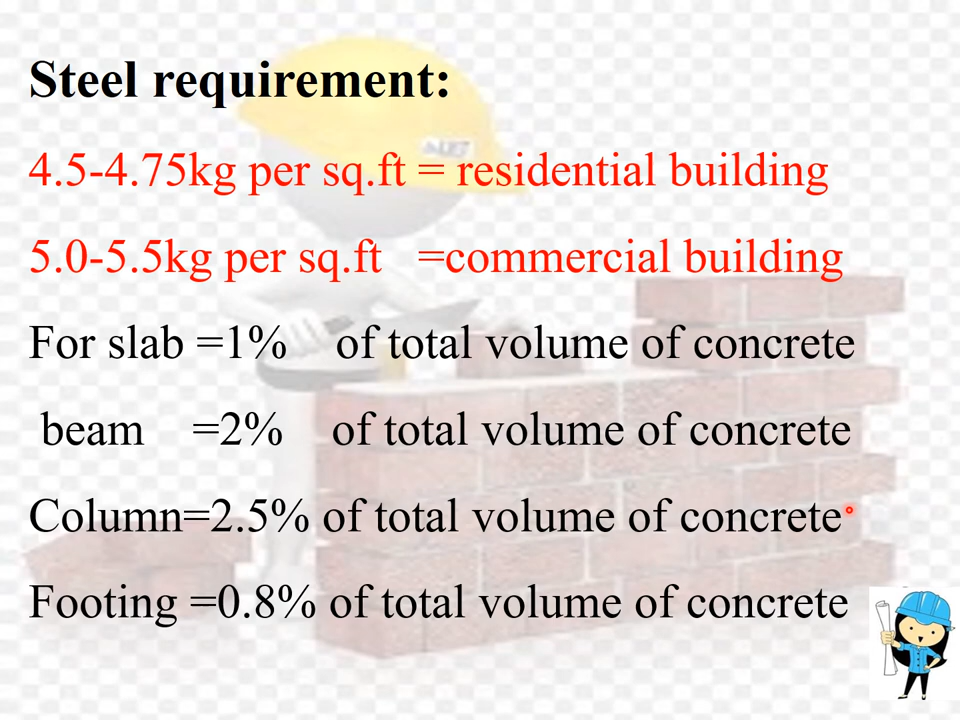 Steel requirement:
4.5-4.75kg per sq.ft = residential building
5.0-5.5kg per sq.ft =commercial building
For slab =1% of total volume of concrete
beam =2% of total volume of concrete
Column=2.5% of total volume of concrete
Footing =0.8% of total volume of concrete